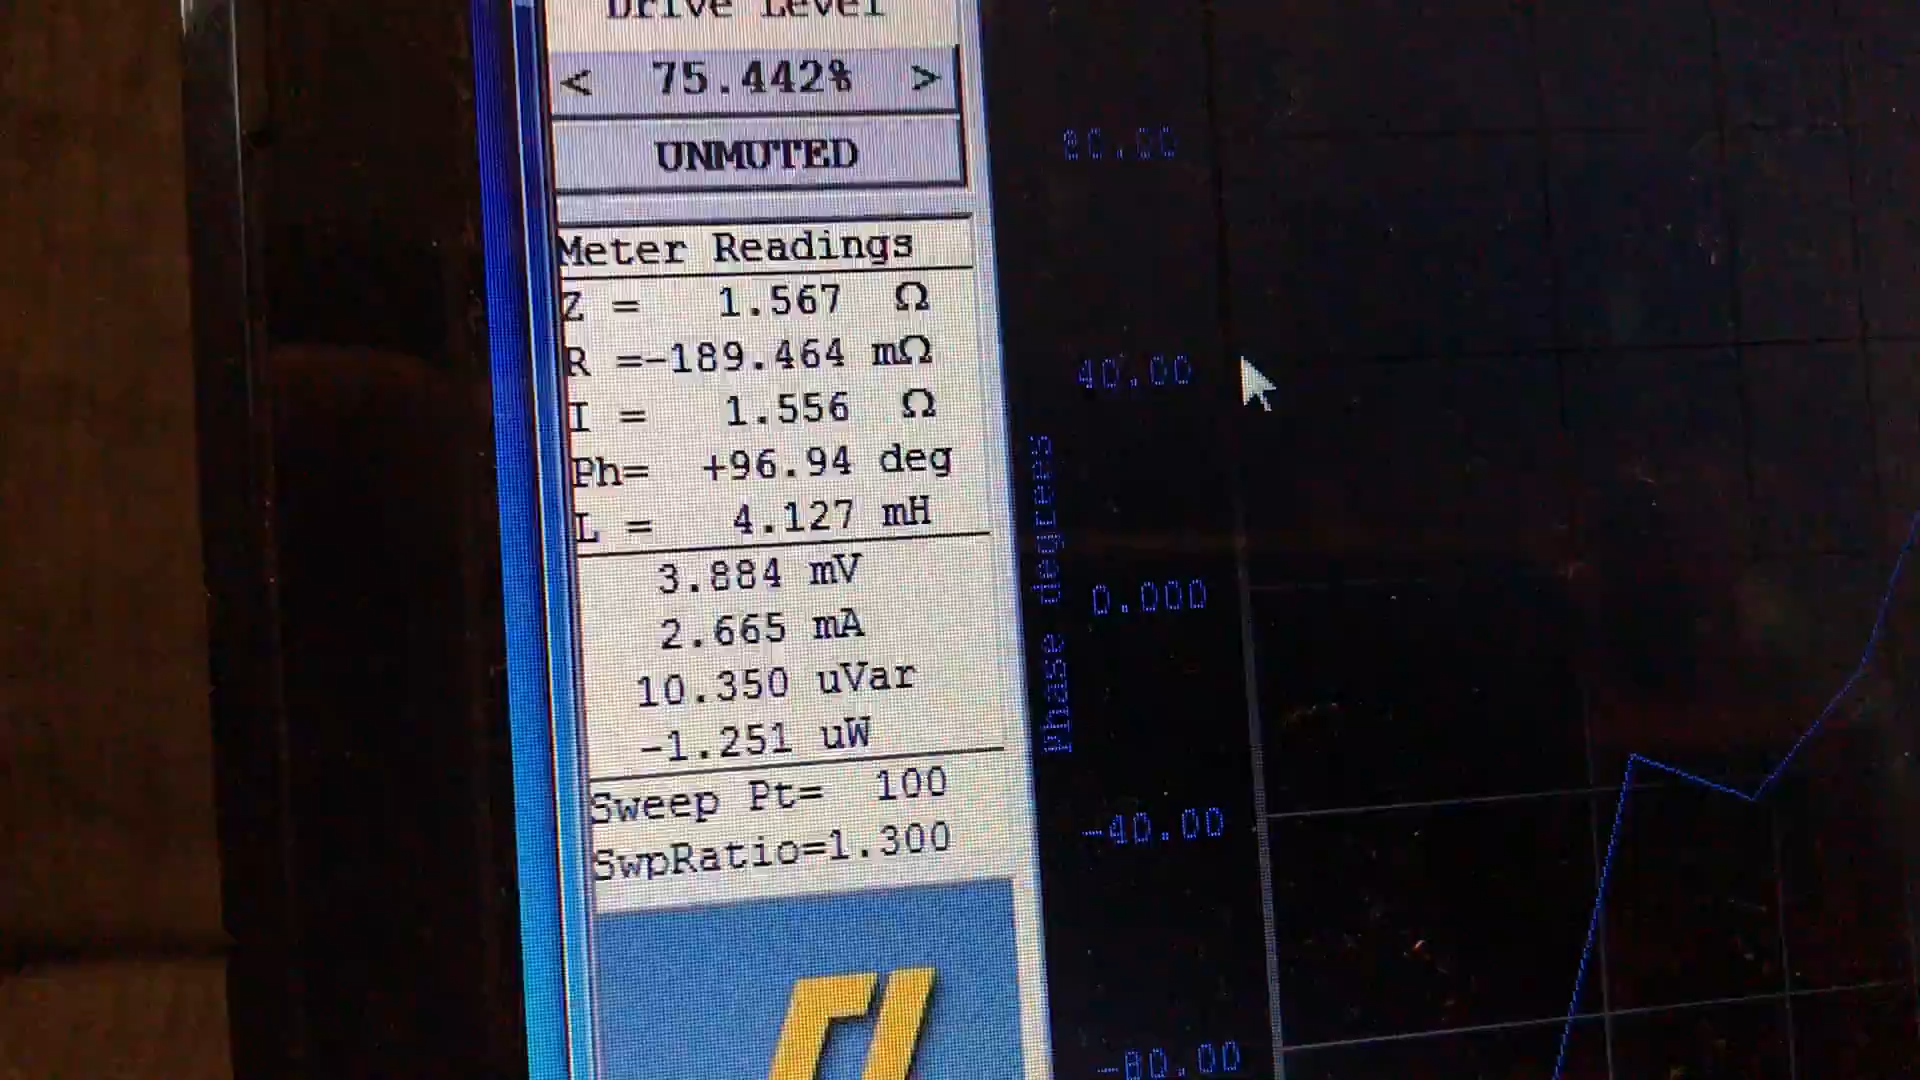 Drive Level
< 75.442% >
UNMUTED
Meter Readings
Z = 1.567 Ω
R =-189.464 mΩ
I = 1.556 Ω
Ph= +96.94 deg
L = 4.127 mH
3.884 mV
2.665 mA
10.350 uVar
-1.251 uW
Sweep Pt= 100
SwpRatio=1.300
80.00
40.00
0.000
-40.00
-80.00
Phase degrees